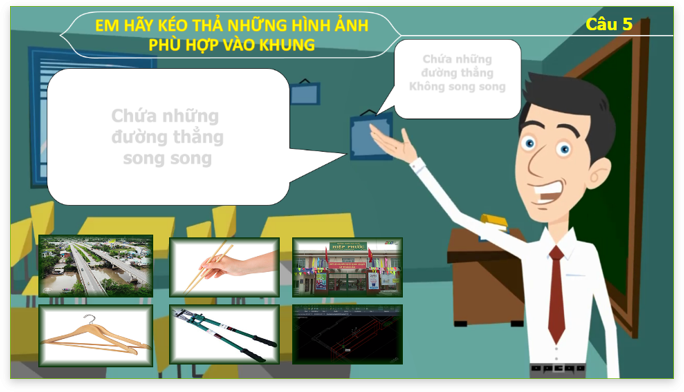 EM HÃY KÉO THẢ NHỮNG HÌNH ẢNH
PHÙ HỢP VÀO KHUNG
Câu 5
Chứa những
đường thẳng
Không song song
Chứa những
đường thẳng
song song
HIỆP PHÚC